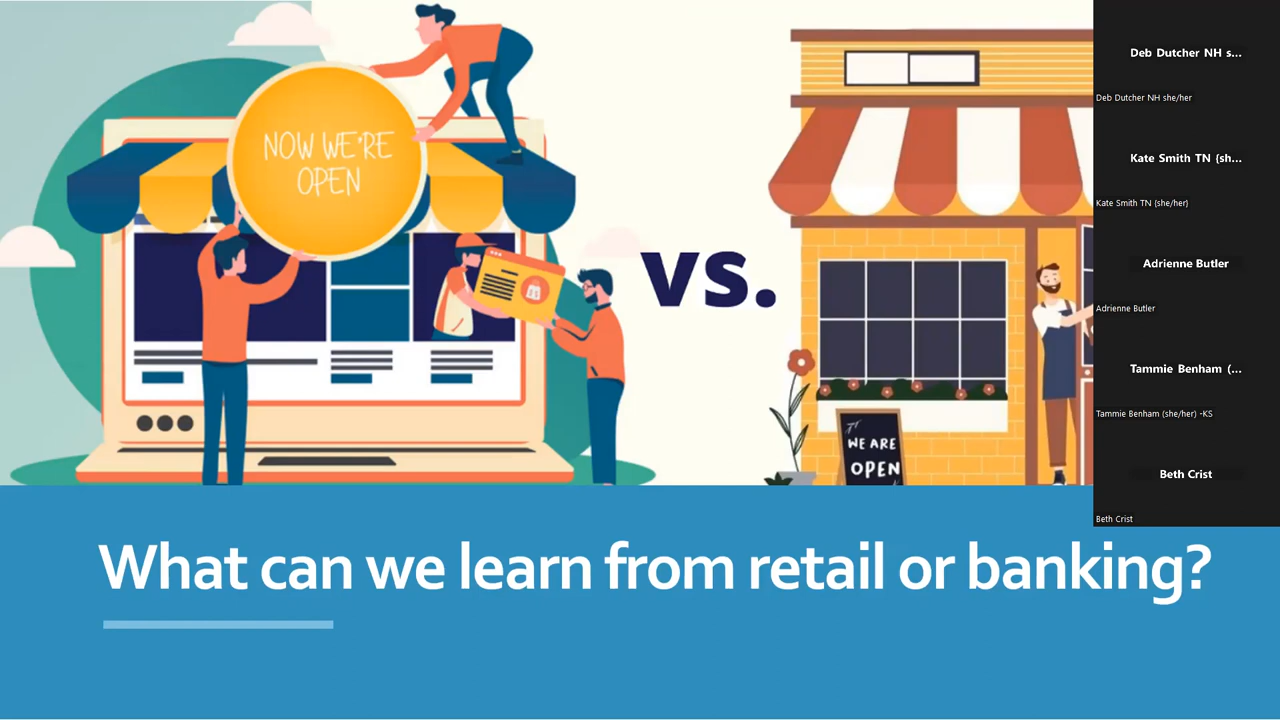 NOW WE'RE
OPEN
vs.
WE ARE
OPEN
What can we learn from retail or banking?
Deb Dutcher NH s...
Deb Dutcher NH she/her
Kate Smith TN (sh...
Kate Smith TN (she/her)
Adrienne Butler
Adrienne Butler
Tammie Benham (...
Tammie Benham (she/her) -KS
Beth Crist
Beth Crist